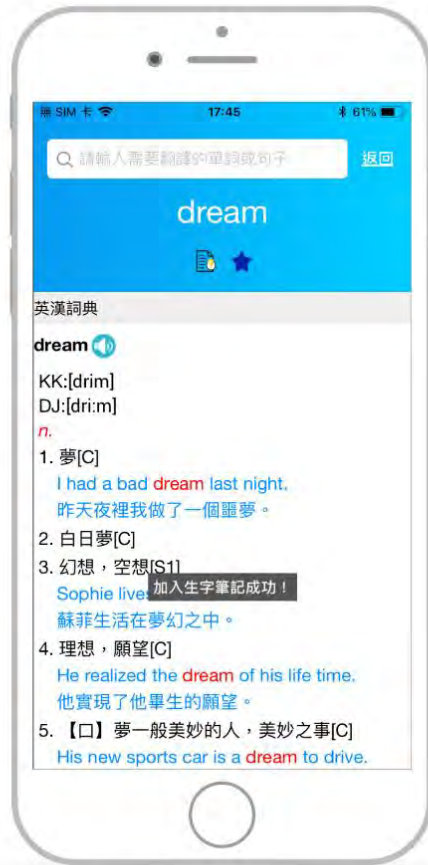 無 SIM 卡 17:45 61%
請輸入需要翻譯的單詞或句子 返回
dream
英漢詞典
dream
KK:[drim]
DJ:[dri:m]
n.
1. 夢[C]
I had a bad dream last night.
昨天夜裡我做了一個噩夢。
2. 白日夢[C]
3. 幻想，空想[S1]
Sophie lives
加入生字筆記成功！
蘇菲生活在夢幻之中。
4. 理想，願望[C]
He realized the dream of his life time.
他實現了他畢生的願望。
5. 【口】夢一般美妙的人，美妙之事[C]
His new sports car is a dream to drive.